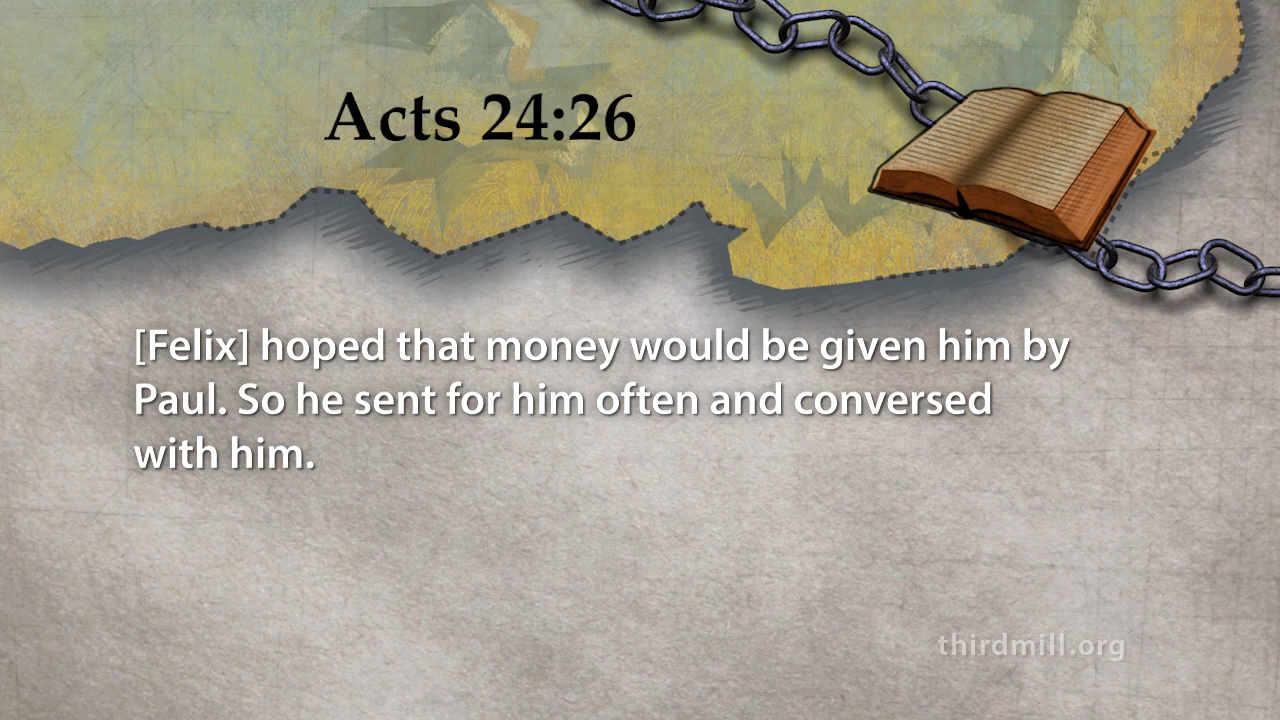 Acts 24:26
[Felix] hoped that money would be given him by
Paul. So he sent for him often and conversed
with him.
thirdmill.org